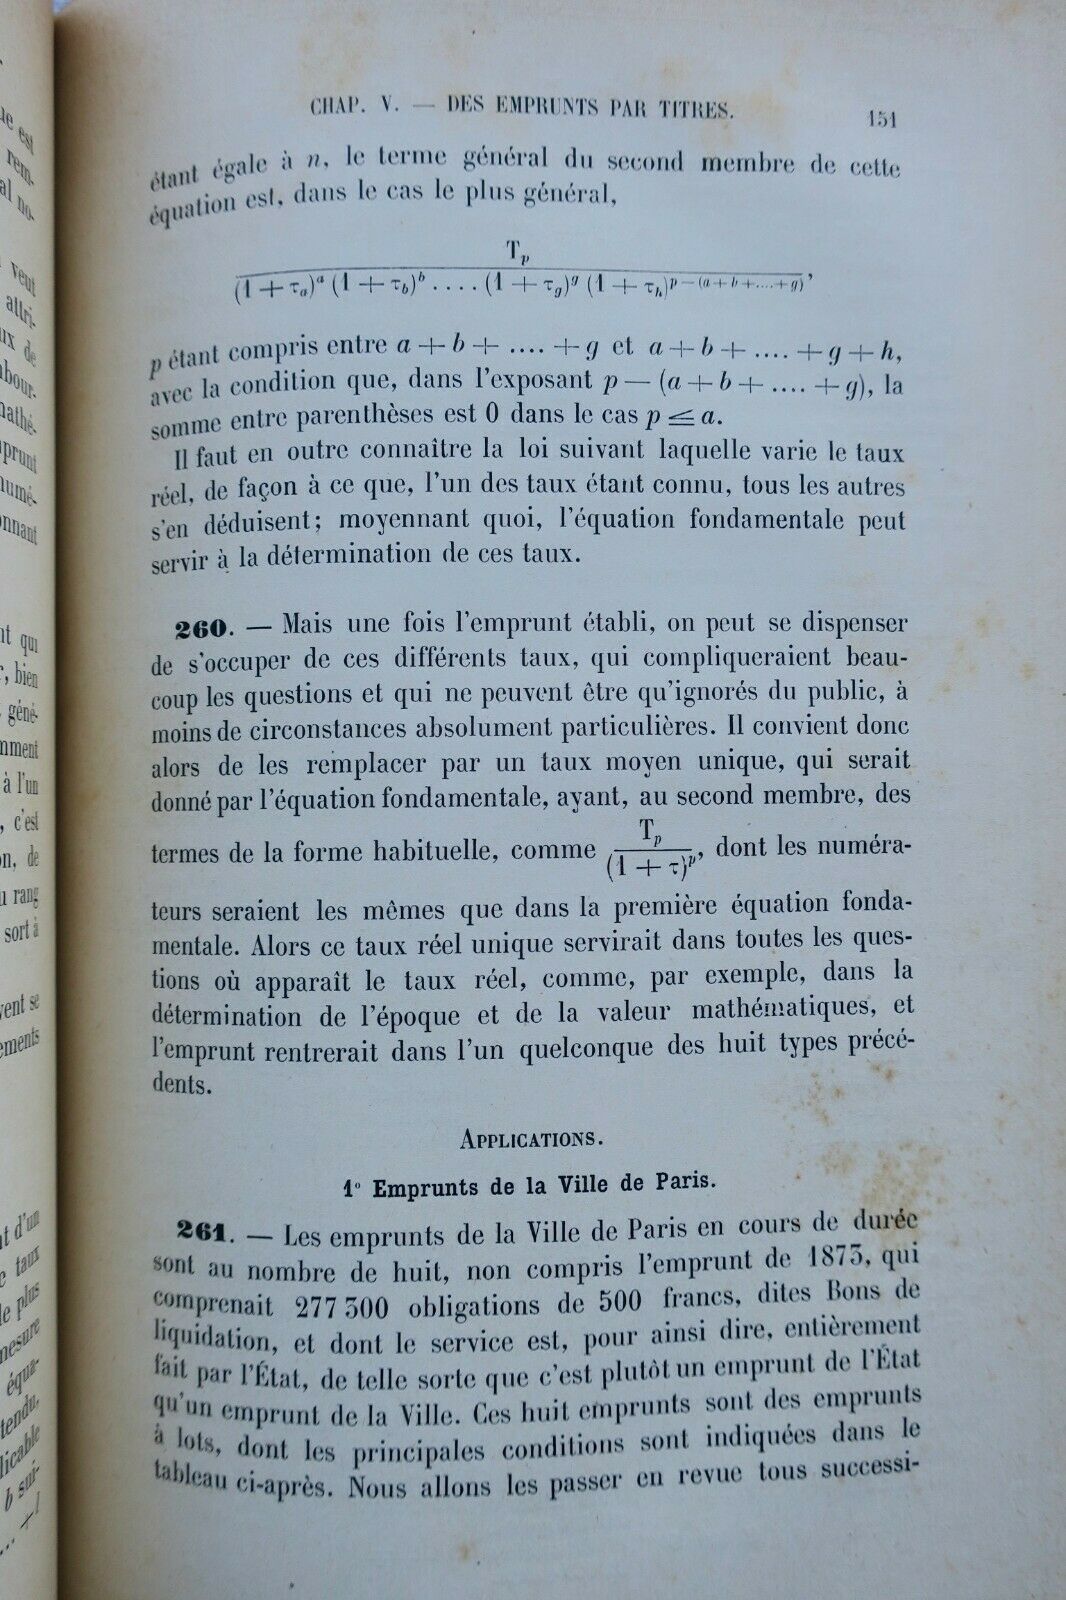 CHAP. V. — DES EMPRUNTS PAR TITRES.
151
étant égale à n, le terme général du second membre de cette
équation est, dans le cas le plus général,
T_p
(1 + τ_a)^a (1 + τ_b)^b .... (1 + τ_g)^g (1 + τ_h)^{p — (a + b + .... + g)},
p étant compris entre a + b + .... + g et a + b + .... + g + h,
avec la condition que, dans l'exposant p — (a + b + .... + g), la
somme entre parenthèses est 0 dans le cas p ≤ a.
Il faut en outre connaître la loi suivant laquelle varie le taux
réel, de façon à ce que, l'un des taux étant connu, tous les autres
s'en déduisent; moyennant quoi, l'équation fondamentale peut
servir à la détermination de ces taux.
260. — Mais une fois l'emprunt établi, on peut se dispenser
de s'occuper de ces différents taux, qui compliqueraient beau-
coup les questions et qui ne peuvent être qu'ignorés du public, à
moins de circonstances absolument particulières. Il convient donc
alors de les remplacer par un taux moyen unique, qui serait
donné par l'équation fondamentale, ayant, au second membre, des
termes de la forme habituelle, comme T_p / (1 + τ)^p, dont les numéra-
teurs seraient les mêmes que dans la première équation fonda-
mentale. Alors ce taux réel unique servirait dans toutes les ques-
tions où apparaît le taux réel, comme, par exemple, dans la
détermination de l'époque et de la valeur mathématiques, et
l'emprunt rentrerait dans l'un quelconque des huit types précé-
dents.
APPLICATIONS.
1° Emprunts de la Ville de Paris.
261. — Les emprunts de la Ville de Paris en cours de durée
sont au nombre de huit, non compris l'emprunt de 1873, qui
comprenait 277 300 obligations de 500 francs, dites Bons de
liquidation, et dont le service est, pour ainsi dire, entièrement
fait par l'État, de telle sorte que c'est plutôt un emprunt de l'État
qu'un emprunt de la Ville. Ces huit emprunts sont des emprunts
à lots, dont les principales conditions sont indiquées dans le
tableau ci-après. Nous allons les passer en revue tous successi-